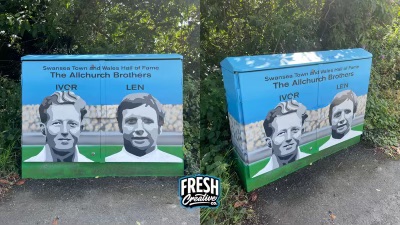 Swansea Town and Wales Hall of Fame
The Allchurch Brothers
IVOR LEN
Swansea Town and Wales Hall of Fame
The Allchurch Brothers
IVOR LEN
FRESH
Creative
CO.